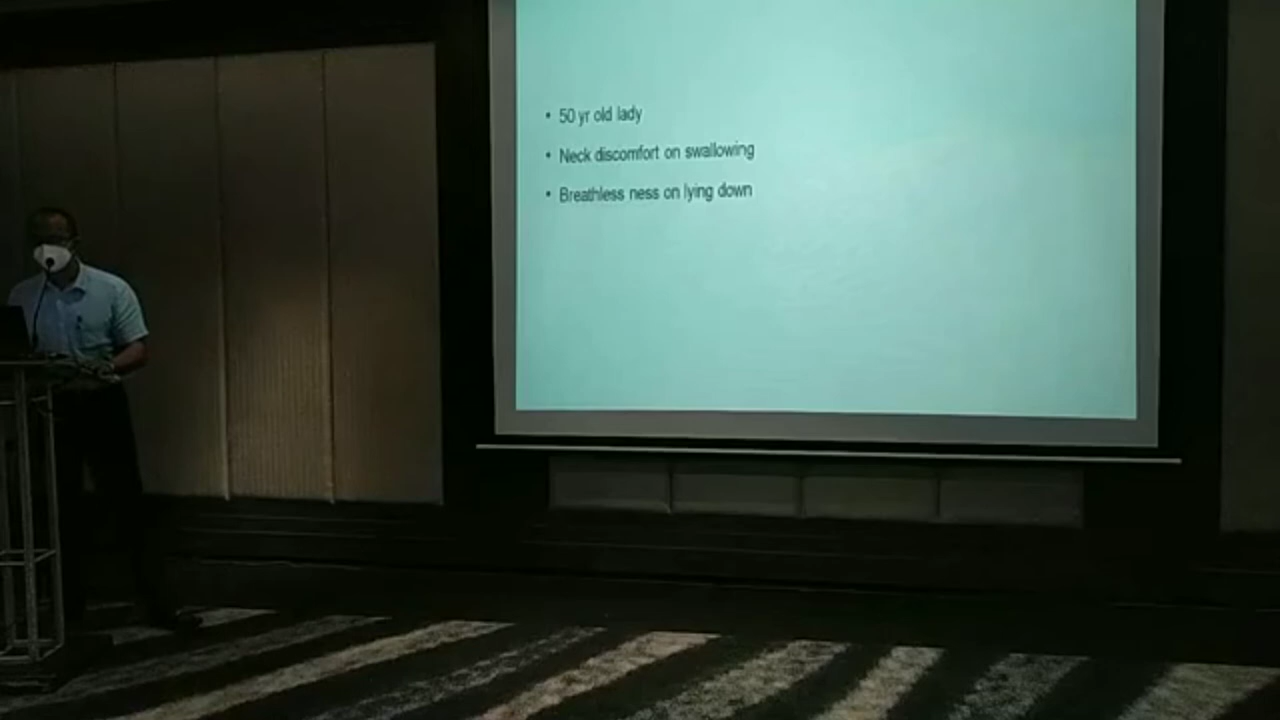 • 50 yr old lady
• Neck discomfort on swallowing
• Breathless ness on lying down